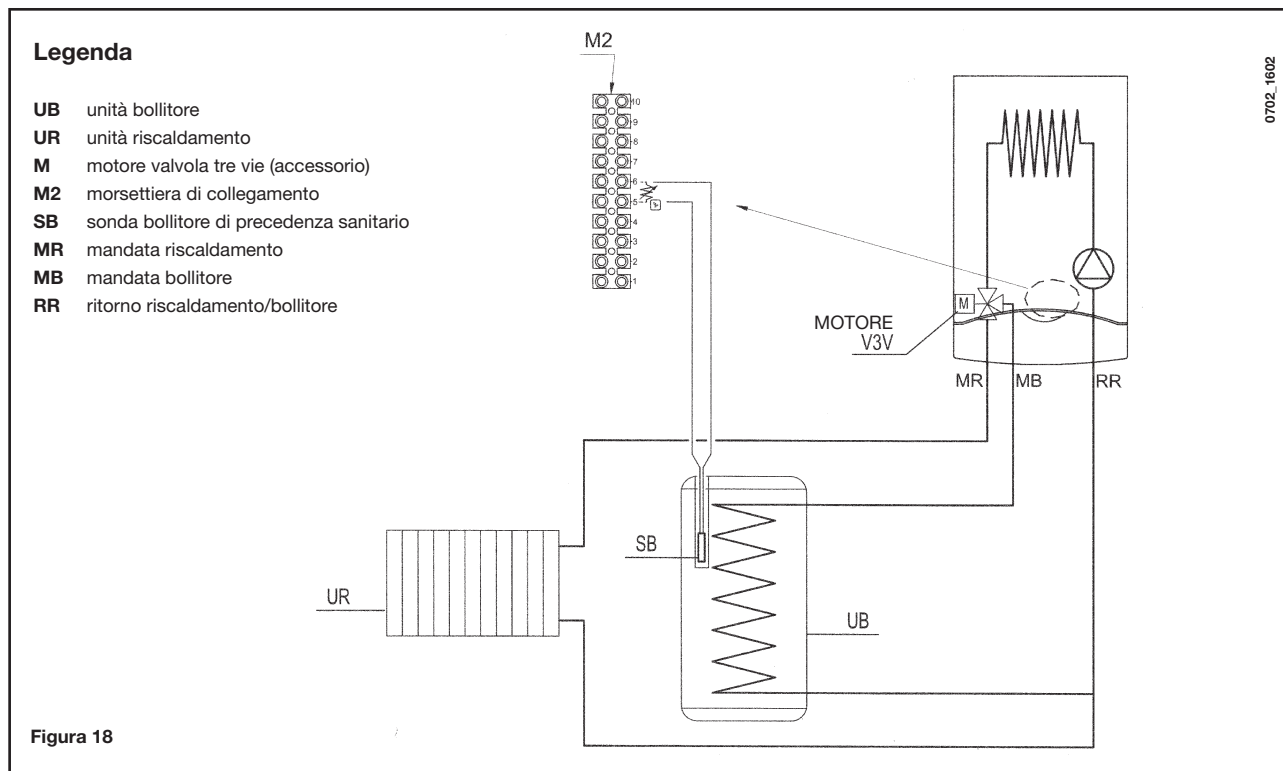 Legenda
UB unità bollitore
UR unità riscaldamento
M motore valvola tre vie (accessorio)
M2 morsettiera di collegamento
SB sonda bollitore di precedenza sanitario
MR mandata riscaldamento
MB mandata bollitore
RR ritorno riscaldamento/bollitore
M2
10
9
8
7
6
5
4
3
2
1
0702_1602
M
MOTORE
V3V
MR MB RR
SB
UR
UB
Figura 18